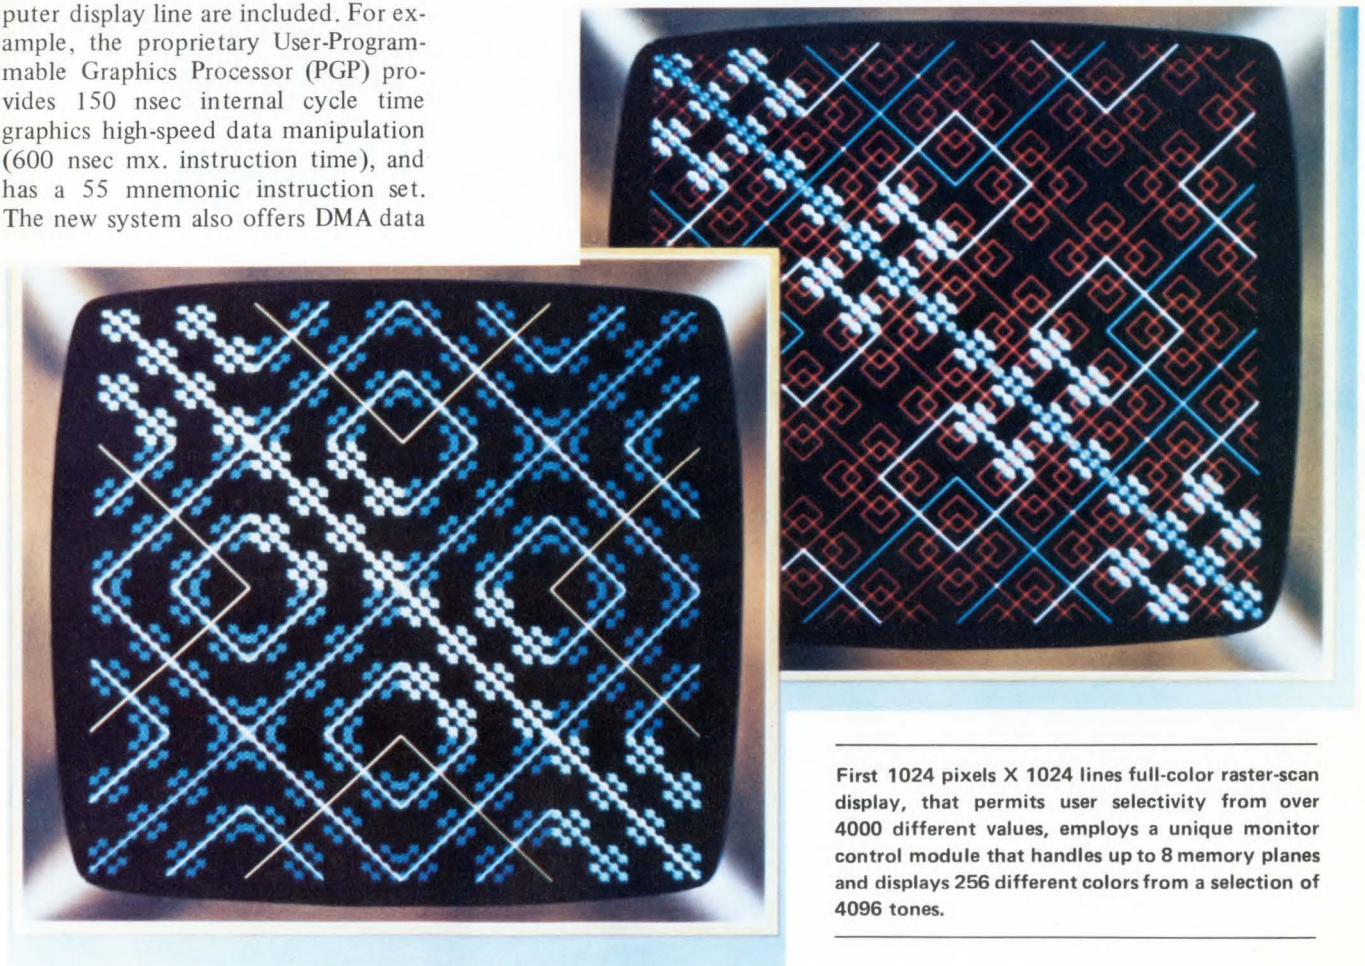 puter display line are included. For ex-
ample, the proprietary User-Program-
mable Graphics Processor (PGP) pro-
vides 150 nsec internal cycle time
graphics high-speed data manipulation
(600 nsec mx. instruction time), and
has a 55 mnemonic instruction set.
The new system also offers DMA data
First 1024 pixels X 1024 lines full-color raster-scan
display, that permits user selectivity from over
4000 different values, employs a unique monitor
control module that handles up to 8 memory planes
and displays 256 different colors from a selection of
4096 tones.